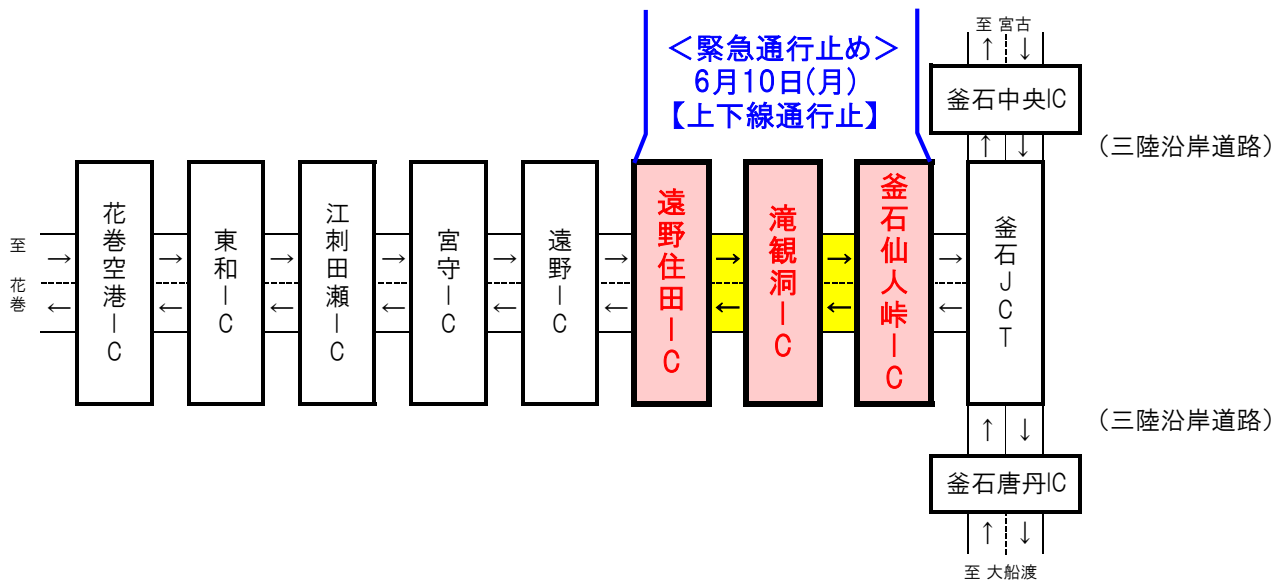 至 宮古
↑ ↓
＜緊急通行止め＞
6月10日(月)
【上下線通行止】
釜石中央IC
↑ ↓
(三陸沿岸道路)
至 花巻
→
←
花巻空港IC
→
←
東和IC
→
←
江刺田瀬IC
→
←
宮守IC
→
←
遠野IC
→
←
遠野住田IC
→
←
滝観洞IC
→
←
釜石仙人峠IC
→
←
釜石JCT
↑ ↓
(三陸沿岸道路)
釜石唐丹IC
↑ ↓
至 大船渡